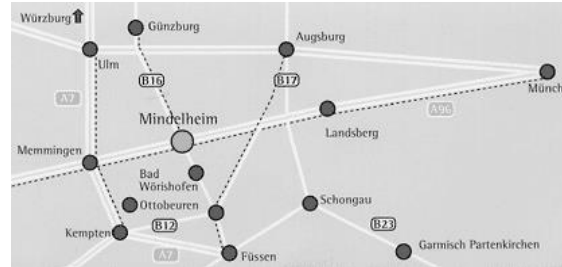 Würzburg
Günzburg
Augsburg
Ulm
B16
B17
München
A7
Mindelheim
A96
Landsberg
Memmingen
Bad
Wörishofen
Ottobeuren
Schongau
B12
B23
Kempten
A7
Füssen
Garmisch Partenkirchen